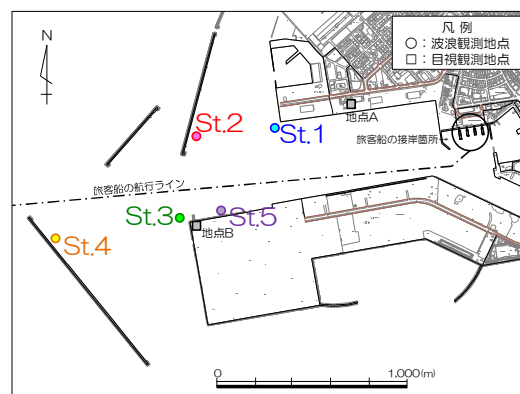 N
凡 例
○：波浪観測地点
□：目視観測地点
地点A
St.2
St.1
旅客船の接岸箇所
旅客船の航行ライン
St.3
St.5
地点B
St.4
0
1,000(m)